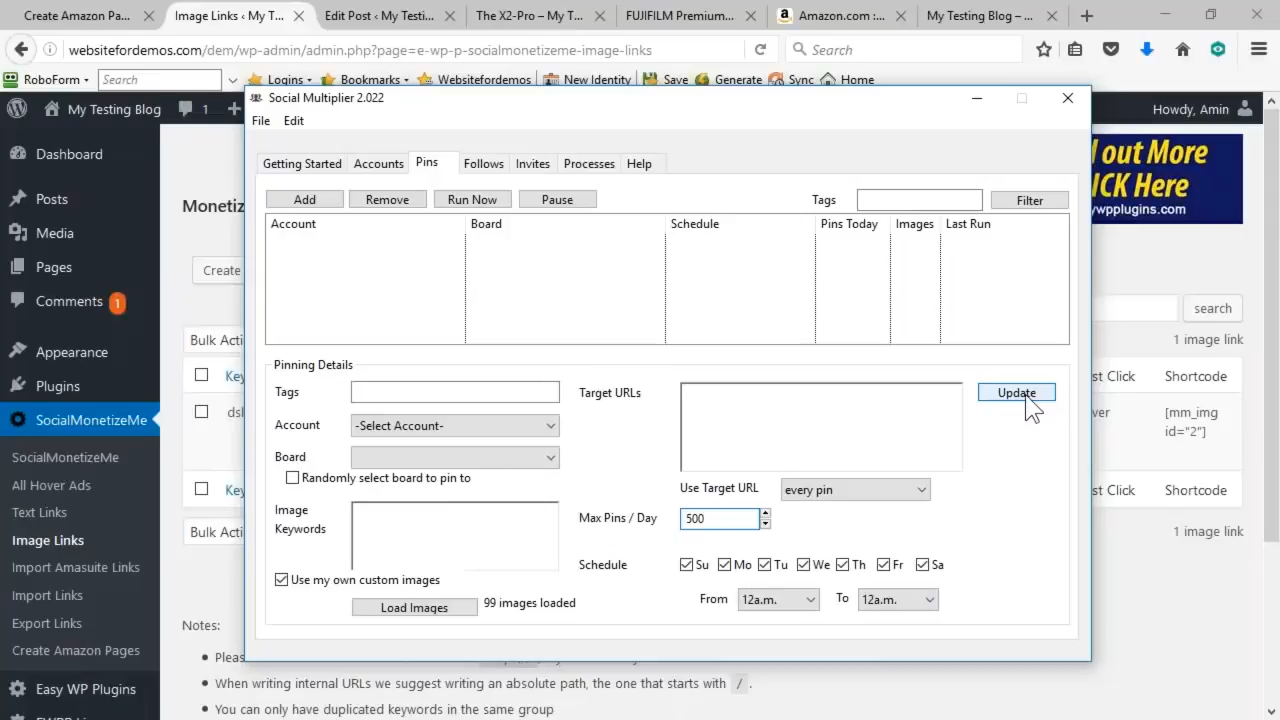 Create Amazon Pa...
Image Links ‹ My T...
Edit Post ‹ My Testi...
The X2-Pro – My T...
FUJIFILM Premium...
Amazon.com :...
My Testing Blog – ...
websitefordemos.com/dem/wp-admin/admin.php?page=e-wp-p-socialmonetizeme-image-links
Search
RoboForm
Search
Logins
Bookmarks
Websitefordemos
New Identity
Save
Generate
Sync
Home
My Testing Blog
1
Howdy, Amin
Dashboard
Posts
Media
Pages
Comments 1
Appearance
Plugins
SocialMonetizeMe
SocialMonetizeMe
All Hover Ads
Text Links
Image Links
Import Amasuite Links
Import Links
Export Links
Create Amazon Pages
Easy WP Plugins
Monetiz
Create
Bulk Acti
Key
dsl
Key
Bulk Acti
Notes:
Pleas
When writing internal URLs we suggest writing an absolute path, the one that starts with / .
You can only have duplicated keywords in the same group
Social Multiplier 2.022
File Edit
Getting Started Accounts Pins Follows Invites Processes Help
Add Remove Run Now Pause Tags Filter
Account Board Schedule Pins Today Images Last Run
Pinning Details
Tags
Account -Select Account-
Board
Randomly select board to pin to
Image
Keywords
Use my own custom images
Load Images 99 images loaded
Target URLs
Update
Use Target URL every pin
Max Pins / Day 500
Schedule Su Mo Tu We Th Fr Sa
From 12a.m. To 12a.m.
l out More
ICK Here
ywpplugins.com
search
1 image link
st Click Shortcode
ver [mm_img
id="2"]
st Click Shortcode
1 image link